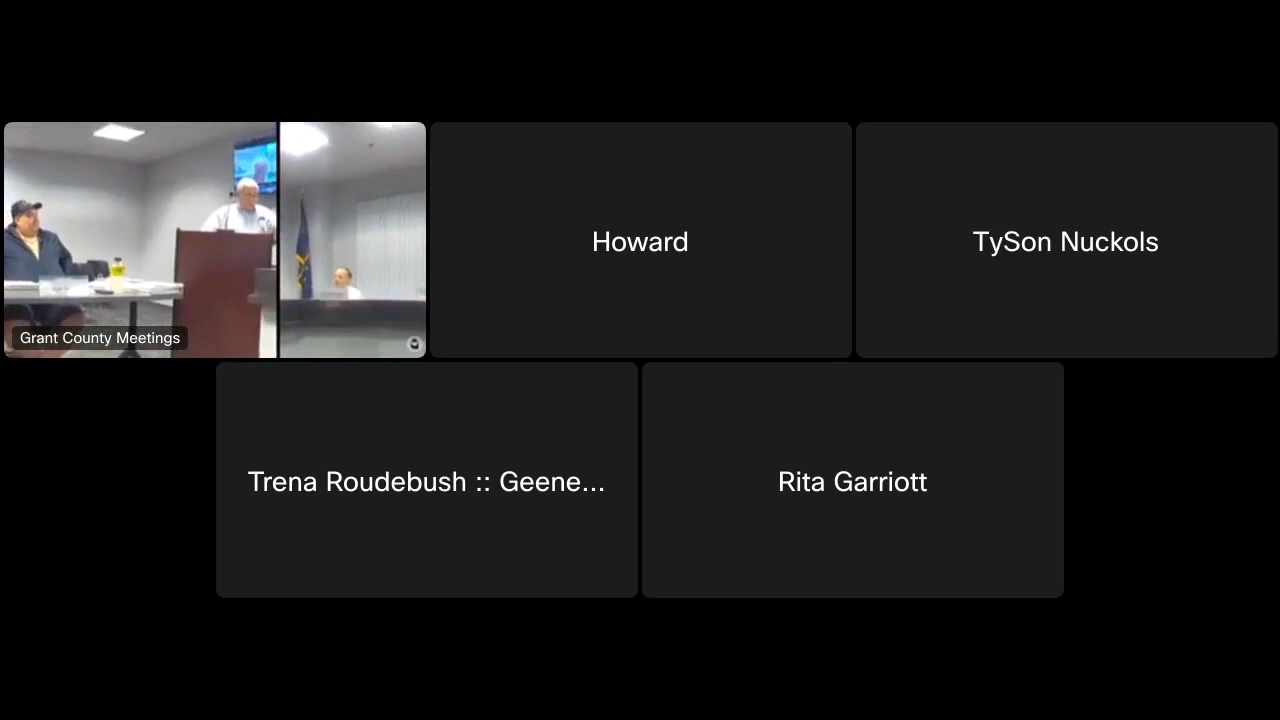 Howard
TySon Nuckols
Grant County Meetings
Trena Roudebush :: Geene...
Rita Garriott